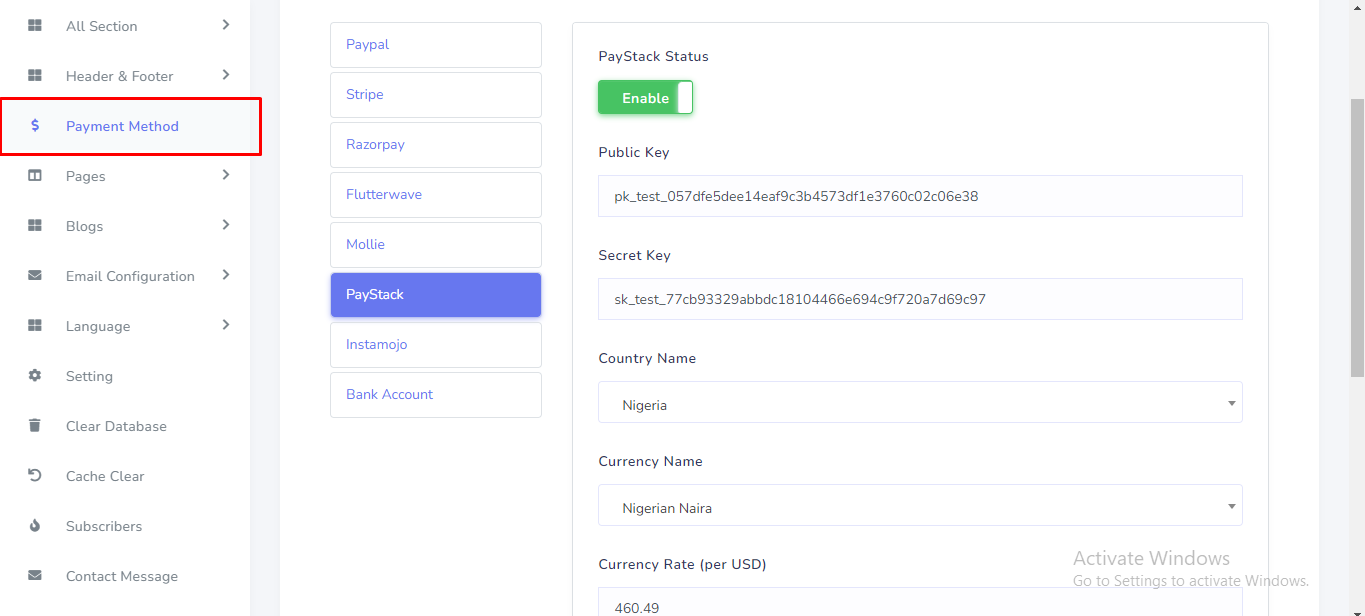 All Section
Header & Footer
Payment Method
Pages
Blogs
Email Configuration
Language
Setting
Clear Database
Cache Clear
Subscribers
Contact Message
Paypal
Stripe
Razorpay
Flutterwave
Mollie
PayStack
Instamojo
Bank Account
PayStack Status
Enable
Public Key
pk_test_057dfe5dee14eaf9c3b4573df1e3760c02c06e38
Secret Key
sk_test_77cb93329abbdc18104466e694c9f720a7d69c97
Country Name
Nigeria
Currency Name
Nigerian Naira
Currency Rate (per USD)
460.49
Activate Windows
Go to Settings to activate Windows.